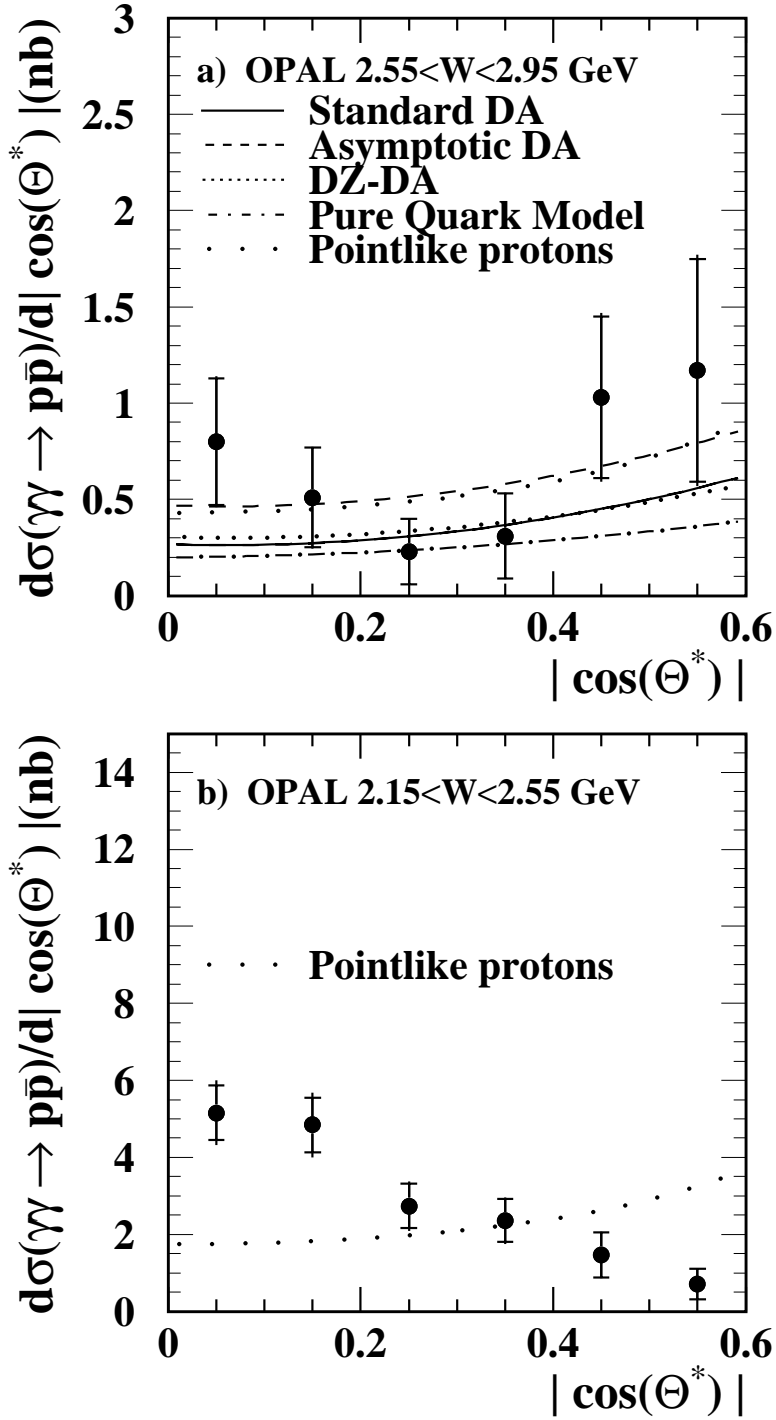 dσ(γγ → pp̄)/d| cos(Θ*) |(nb)
3
2.5
2
1.5
1
0.5
0
a) OPAL 2.55<W<2.95 GeV
Standard DA
Asymptotic DA
DZ-DA
Pure Quark Model
Pointlike protons
0 0.2 0.4 0.6
| cos(Θ*) |
dσ(γγ → pp̄)/d| cos(Θ*) |(nb)
14
12
10
8
6
4
2
0
b) OPAL 2.15<W<2.55 GeV
Pointlike protons
0 0.2 0.4 0.6
| cos(Θ*) |